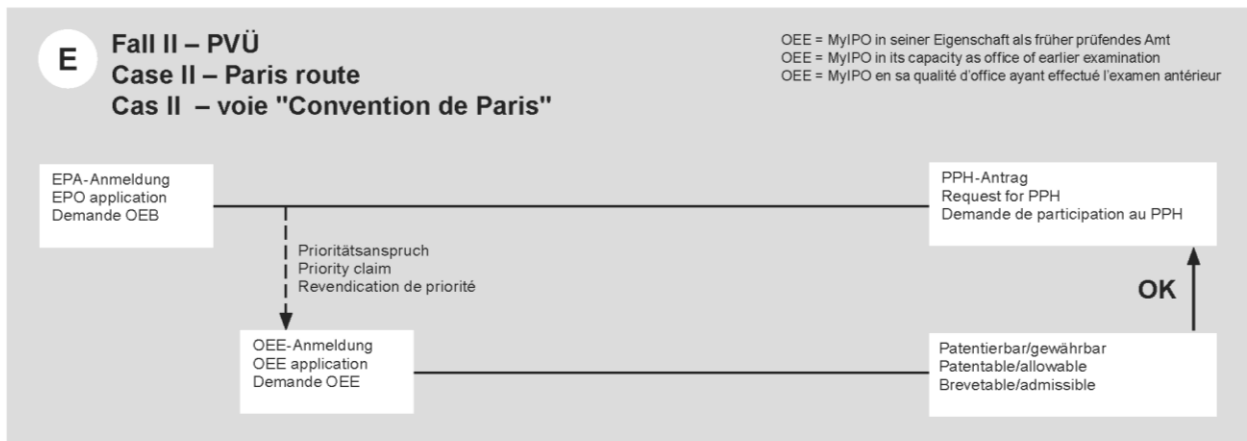 E
Fall II – PVÜ
Case II – Paris route
Cas II – voie "Convention de Paris"
OEE = MyIPO in seiner Eigenschaft als früher prüfendes Amt
OEE = MyIPO in its capacity as office of earlier examination
OEE = MyIPO en sa qualité d'office ayant effectué l'examen antérieur
EPA-Anmeldung
EPO application
Demande OEB
PPH-Antrag
Request for PPH
Demande de participation au PPH
Prioritätsanspruch
Priority claim
Revendication de priorité
OK
OEE-Anmeldung
OEE application
Demande OEE
Patentierbar/gewährbar
Patentable/allowable
Brevetable/admissible